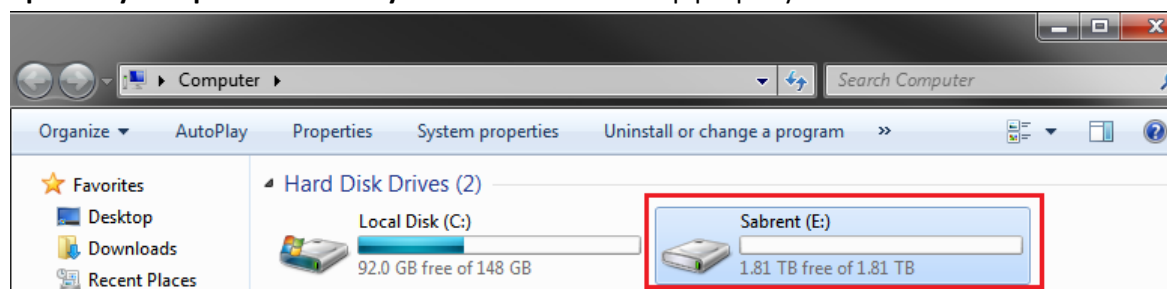 Computer
Search Computer
Organize AutoPlay Properties System properties Uninstall or change a program »
Favorites
Desktop
Downloads
Recent Places
Hard Disk Drives (2)
Local Disk (C:)
92.0 GB free of 148 GB
Sabrent (E:)
1.81 TB free of 1.81 TB